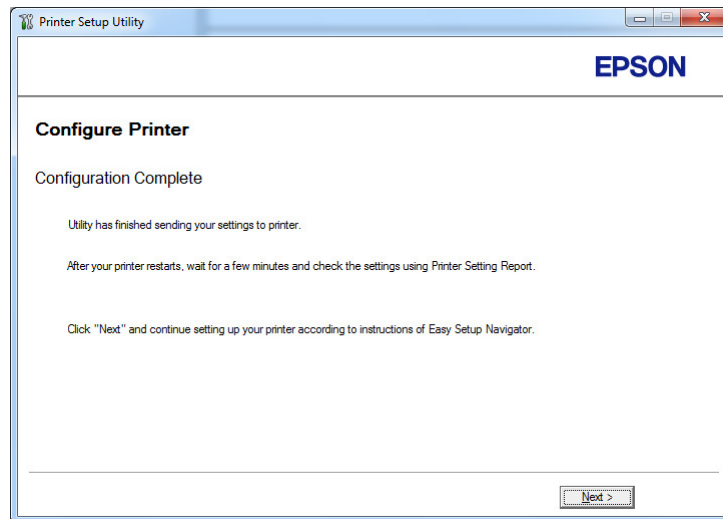 Printer Setup Utility
EPSON
Configure Printer
Configuration Complete
Utility has finished sending your settings to printer.
After your printer restarts, wait for a few minutes and check the settings using Printer Setting Report.
Click "Next" and continue setting up your printer according to instructions of Easy Setup Navigator.
Next >